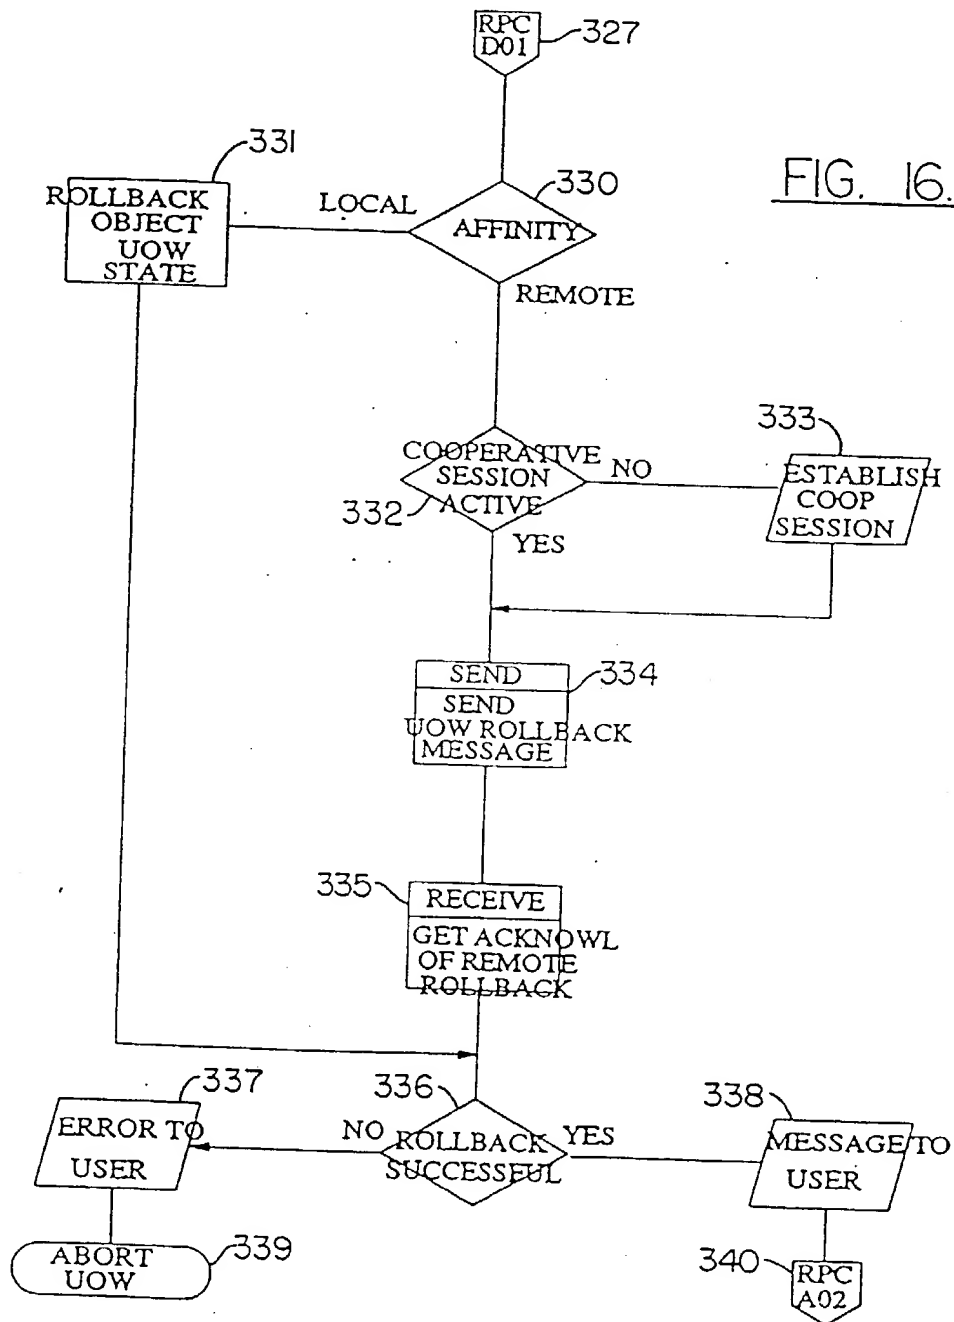 RPC
D01
327
FIG. 16.
331
ROLLBACK
OBJECT
UOW
STATE
LOCAL
330
AFFINITY
REMOTE
COOPERATIVE
SESSION
ACTIVE
332
NO
YES
333
ESTABLISH
COOP
SESSION
SEND
334
SEND
UOW ROLLBACK
MESSAGE
335
RECEIVE
GET ACKNOWL
OF REMOTE
ROLLBACK
337
ERROR TO
USER
336
NO
ROLLBACK
SUCCESSFUL
YES
338
MESSAGE TO
USER
ABORT
UOW
339
340
RPC
A02